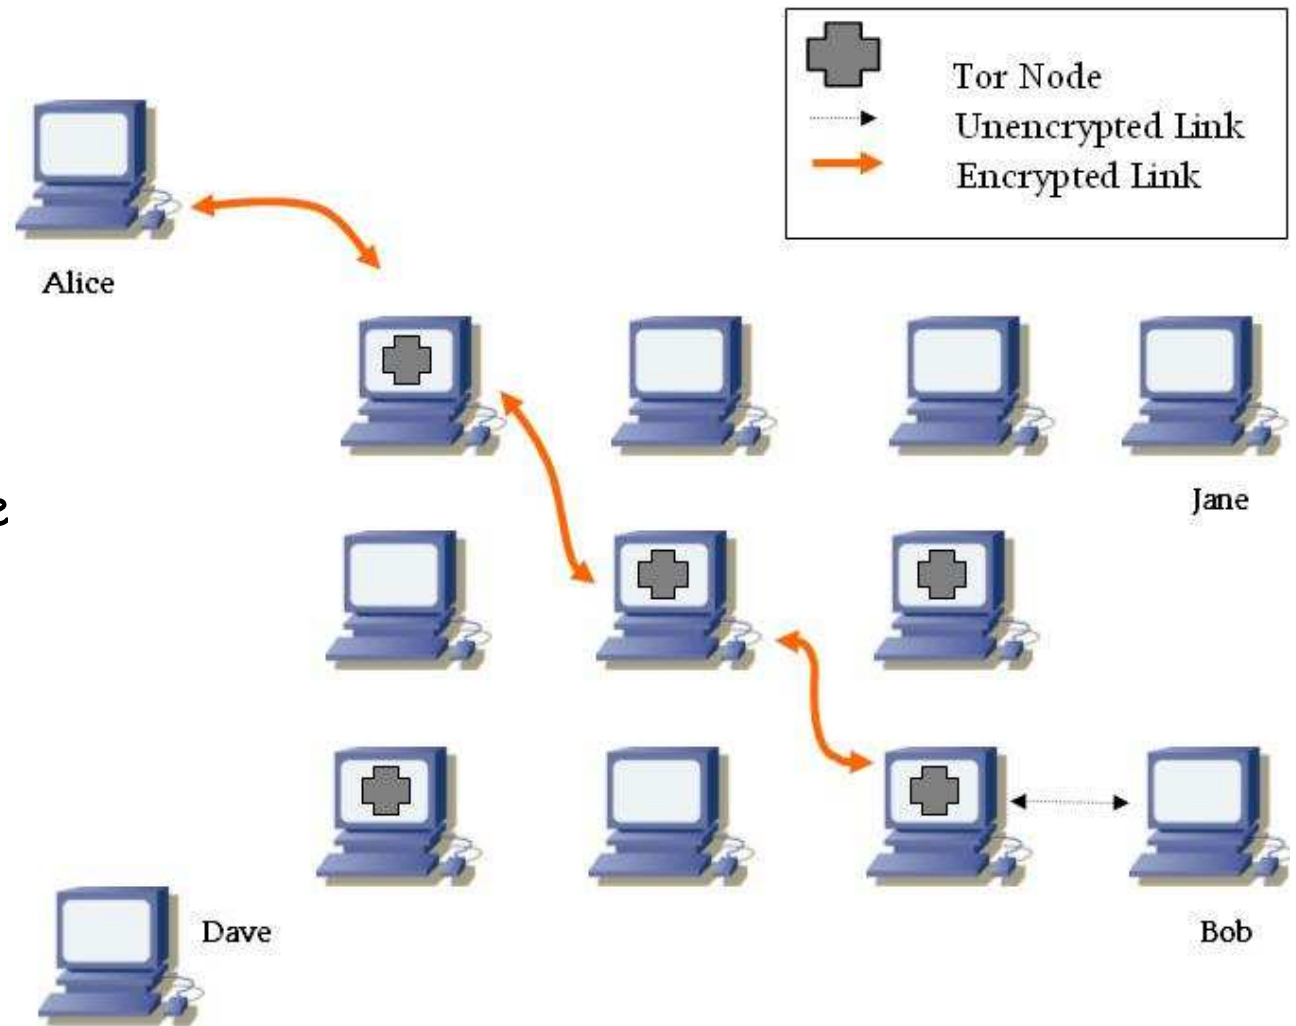 Tor Node
Unencrypted Link
Encrypted Link
Alice
Jane
e
Dave
Bob